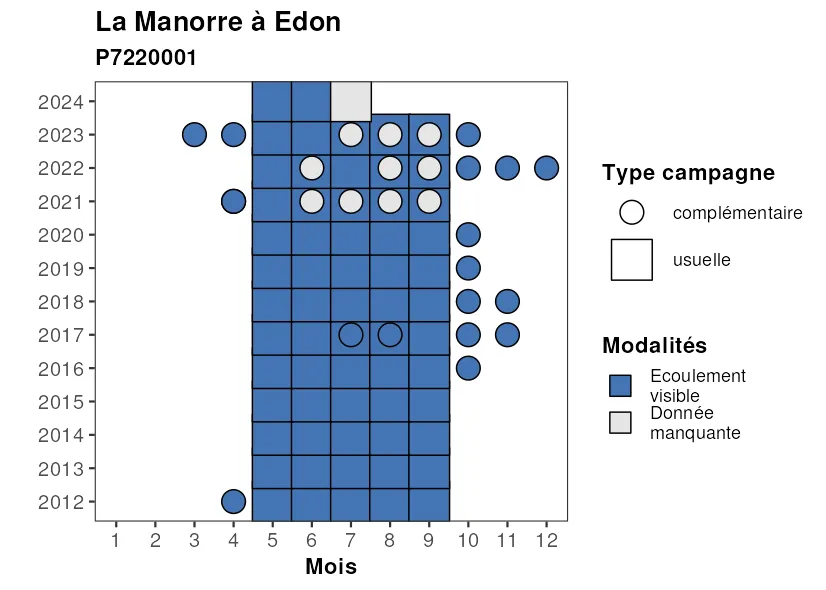 La Manorre à Edon
P7220001
2024
2023
2022
2021
2020
2019
2018
2017
2016
2015
2014
2013
2012
1 2 3 4 5 6 7 8 9 10 11 12
Mois
Type campagne
complémentaire
usuelle
Modalités
Ecoulement
visible
Donnée
manquante